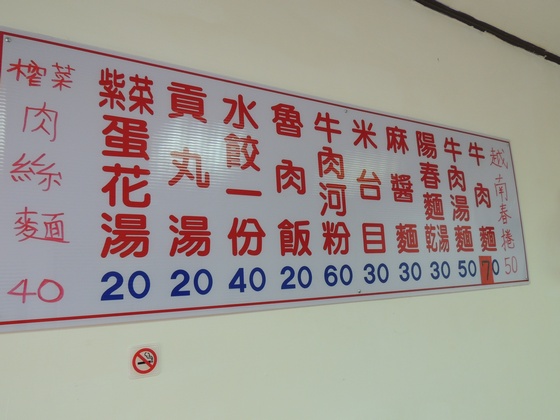 越南春捲 50
牛肉麵 70
牛肉湯麵 50
陽春麵 乾湯 30
麻醬麵 30
米台目 30
牛肉河粉 60
魯肉飯 20
水餃一份 40
貢丸湯 20
紫菜蛋花湯 20
榨菜肉絲麵 40